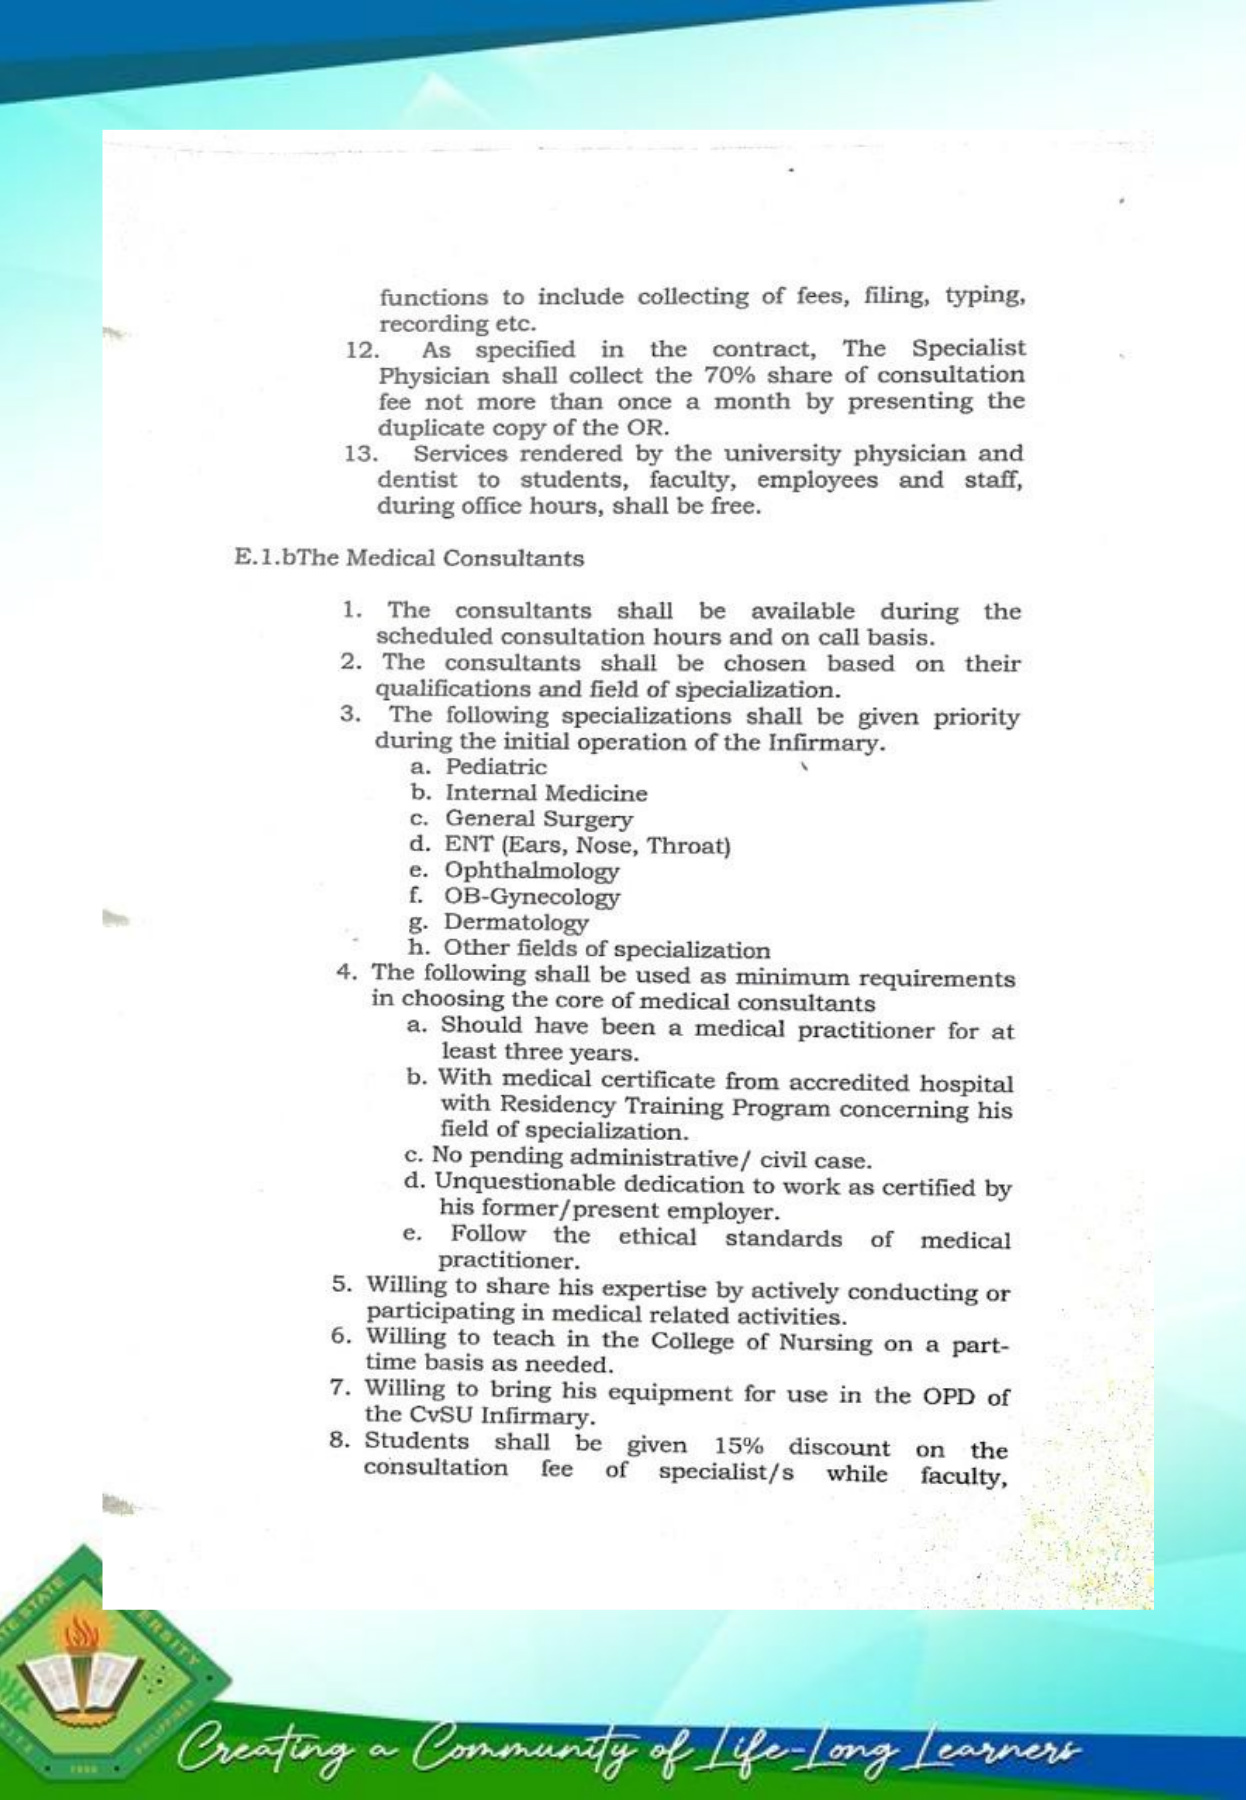 functions to include collecting of fees, filing, typing,
recording etc.
12. As specified in the contract, The Specialist
Physician shall collect the 70% share of consultation
fee not more than once a month by presenting the
duplicate copy of the OR.
13. Services rendered by the university physician and
dentist to students, faculty, employees and staff,
during office hours, shall be free.
E.1.bThe Medical Consultants
1. The consultants shall be available during the
scheduled consultation hours and on call basis.
2. The consultants shall be chosen based on their
qualifications and field of specialization.
3. The following specializations shall be given priority
during the initial operation of the Infirmary.
a. Pediatric
b. Internal Medicine
c. General Surgery
d. ENT (Ears, Nose, Throat)
e. Ophthalmology
f. OB-Gynecology
g. Dermatology
h. Other fields of specialization
4. The following shall be used as minimum requirements
in choosing the core of medical consultants
a. Should have been a medical practitioner for at
least three years.
b. With medical certificate from accredited hospital
with Residency Training Program concerning his
field of specialization.
c. No pending administrative/ civil case.
d. Unquestionable dedication to work as certified by
his former/present employer.
e. Follow the ethical standards of medical
practitioner.
5. Willing to share his expertise by actively conducting or
participating in medical related activities.
6. Willing to teach in the College of Nursing on a part-
time basis as needed.
7. Willing to bring his equipment for use in the OPD of
the CvSU Infirmary.
8. Students shall be given 15% discount on the
consultation fee of specialist/s while faculty,
Creating a Community of Life-Long Learners